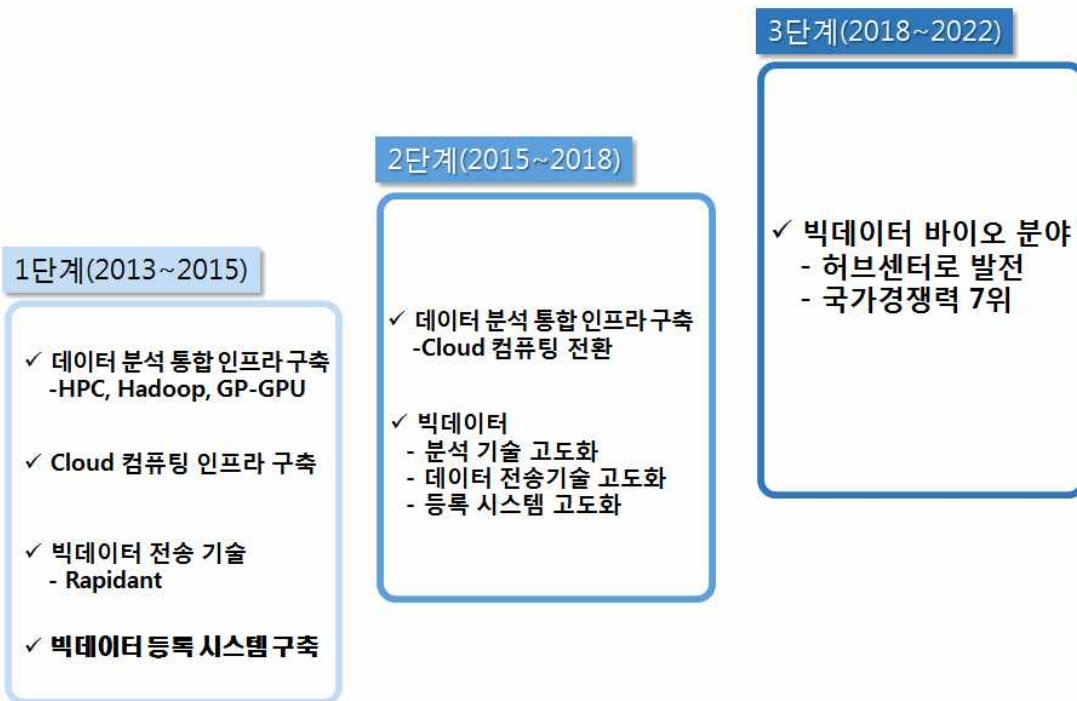 1단계(2013~2015)
✓ 데이터 분석 통합 인프라 구축
-HPC, Hadoop, GP-GPU
✓ Cloud 컴퓨팅 인프라 구축
✓ 빅데이터 전송 기술
- Rapidant
✓ 빅데이터 등록 시스템 구축
2단계(2015~2018)
✓ 데이터 분석 통합 인프라 구축
-Cloud 컴퓨팅 전환
✓ 빅데이터
- 분석 기술 고도화
- 데이터 전송기술 고도화
- 등록 시스템 고도화
3단계(2018~2022)
✓ 빅데이터 바이오 분야
- 허브센터로 발전
- 국가경쟁력 7위